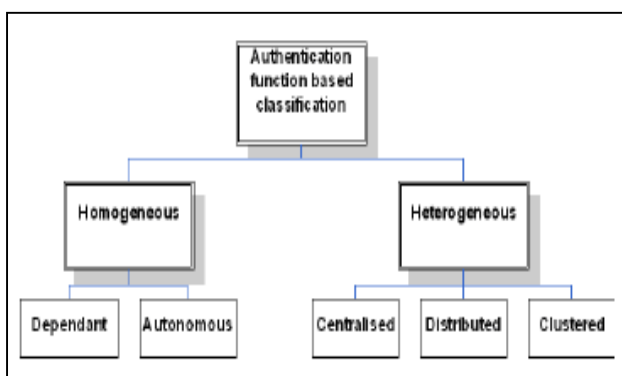 Authentication
function based
classification
Homogeneous
Heterogeneous
Dependant
Autonomous
Centralised
Distributed
Clustered